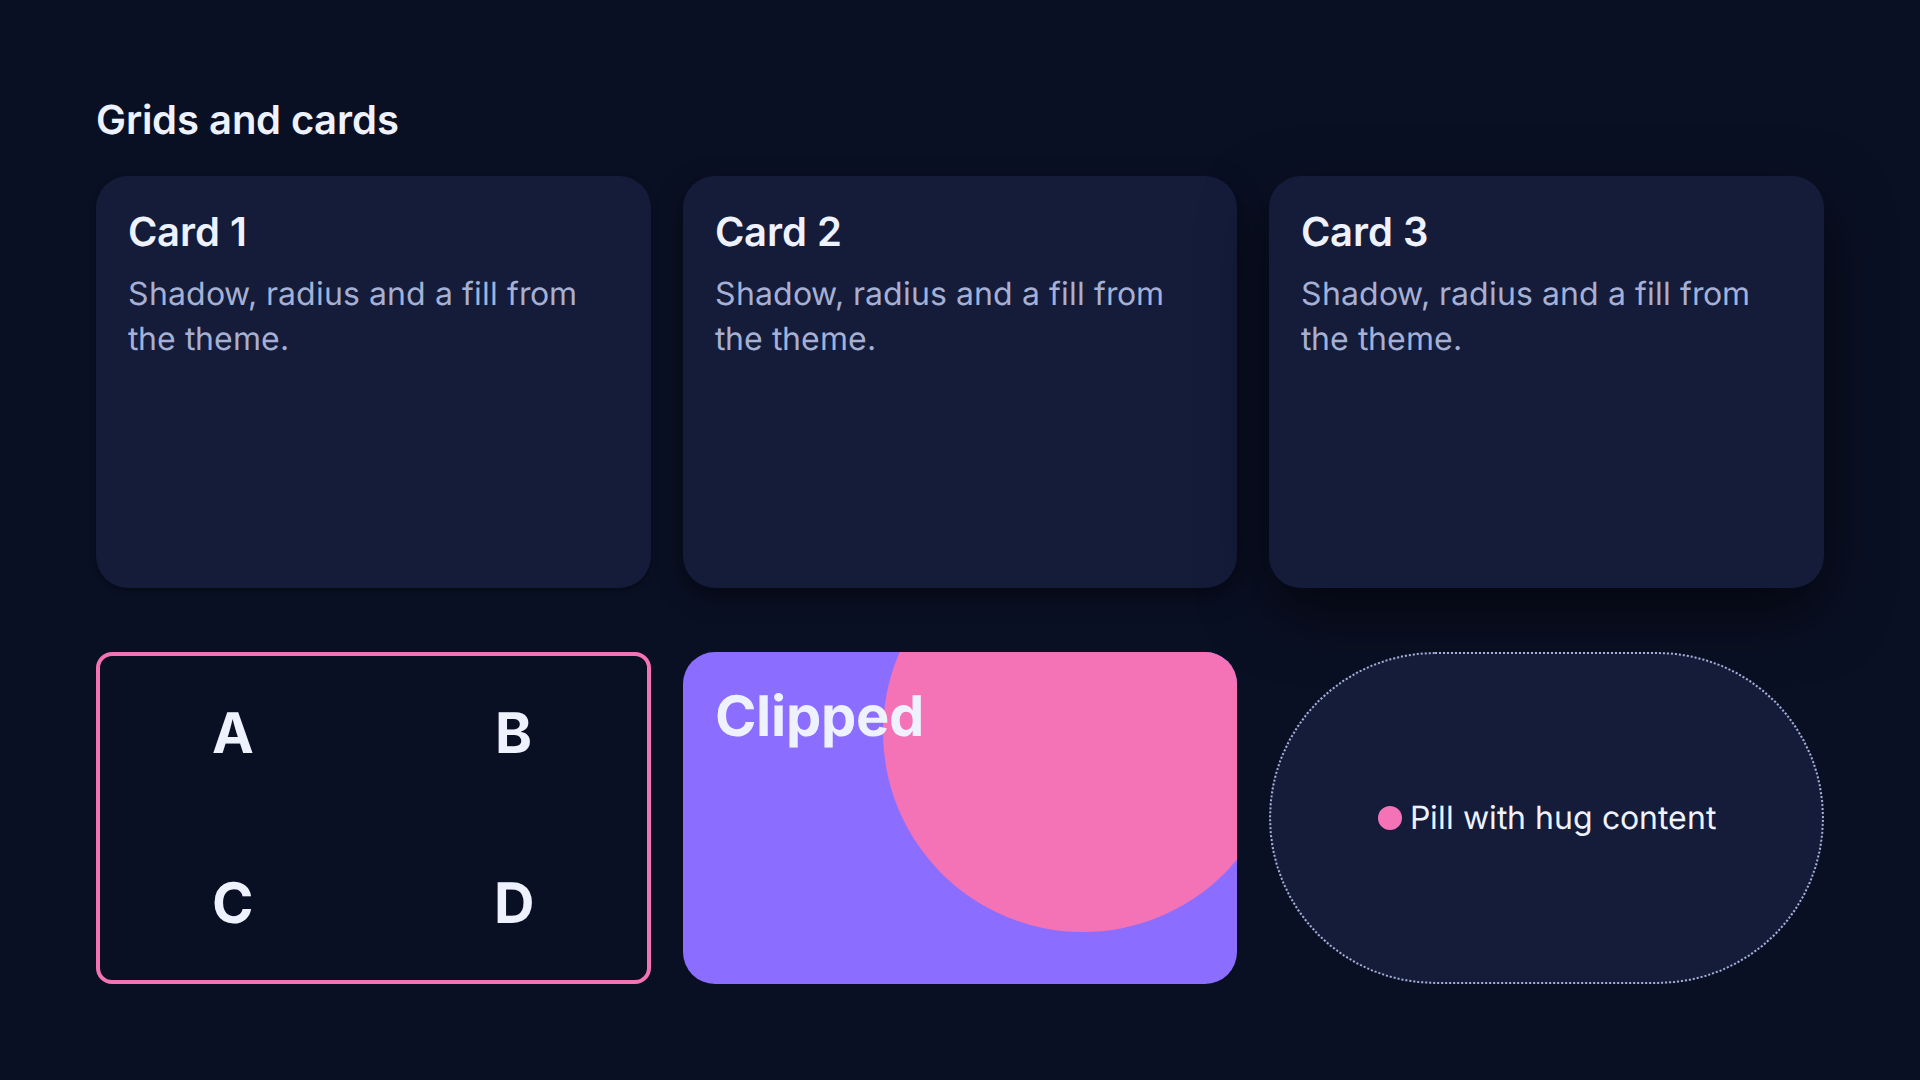 Grids and cards
Card 1
Shadow, radius and a fill from
the theme.
Card 2
Shadow, radius and a fill from
the theme.
Card 3
Shadow, radius and a fill from
the theme.
A
B
C
D
Clipped
Pill with hug content